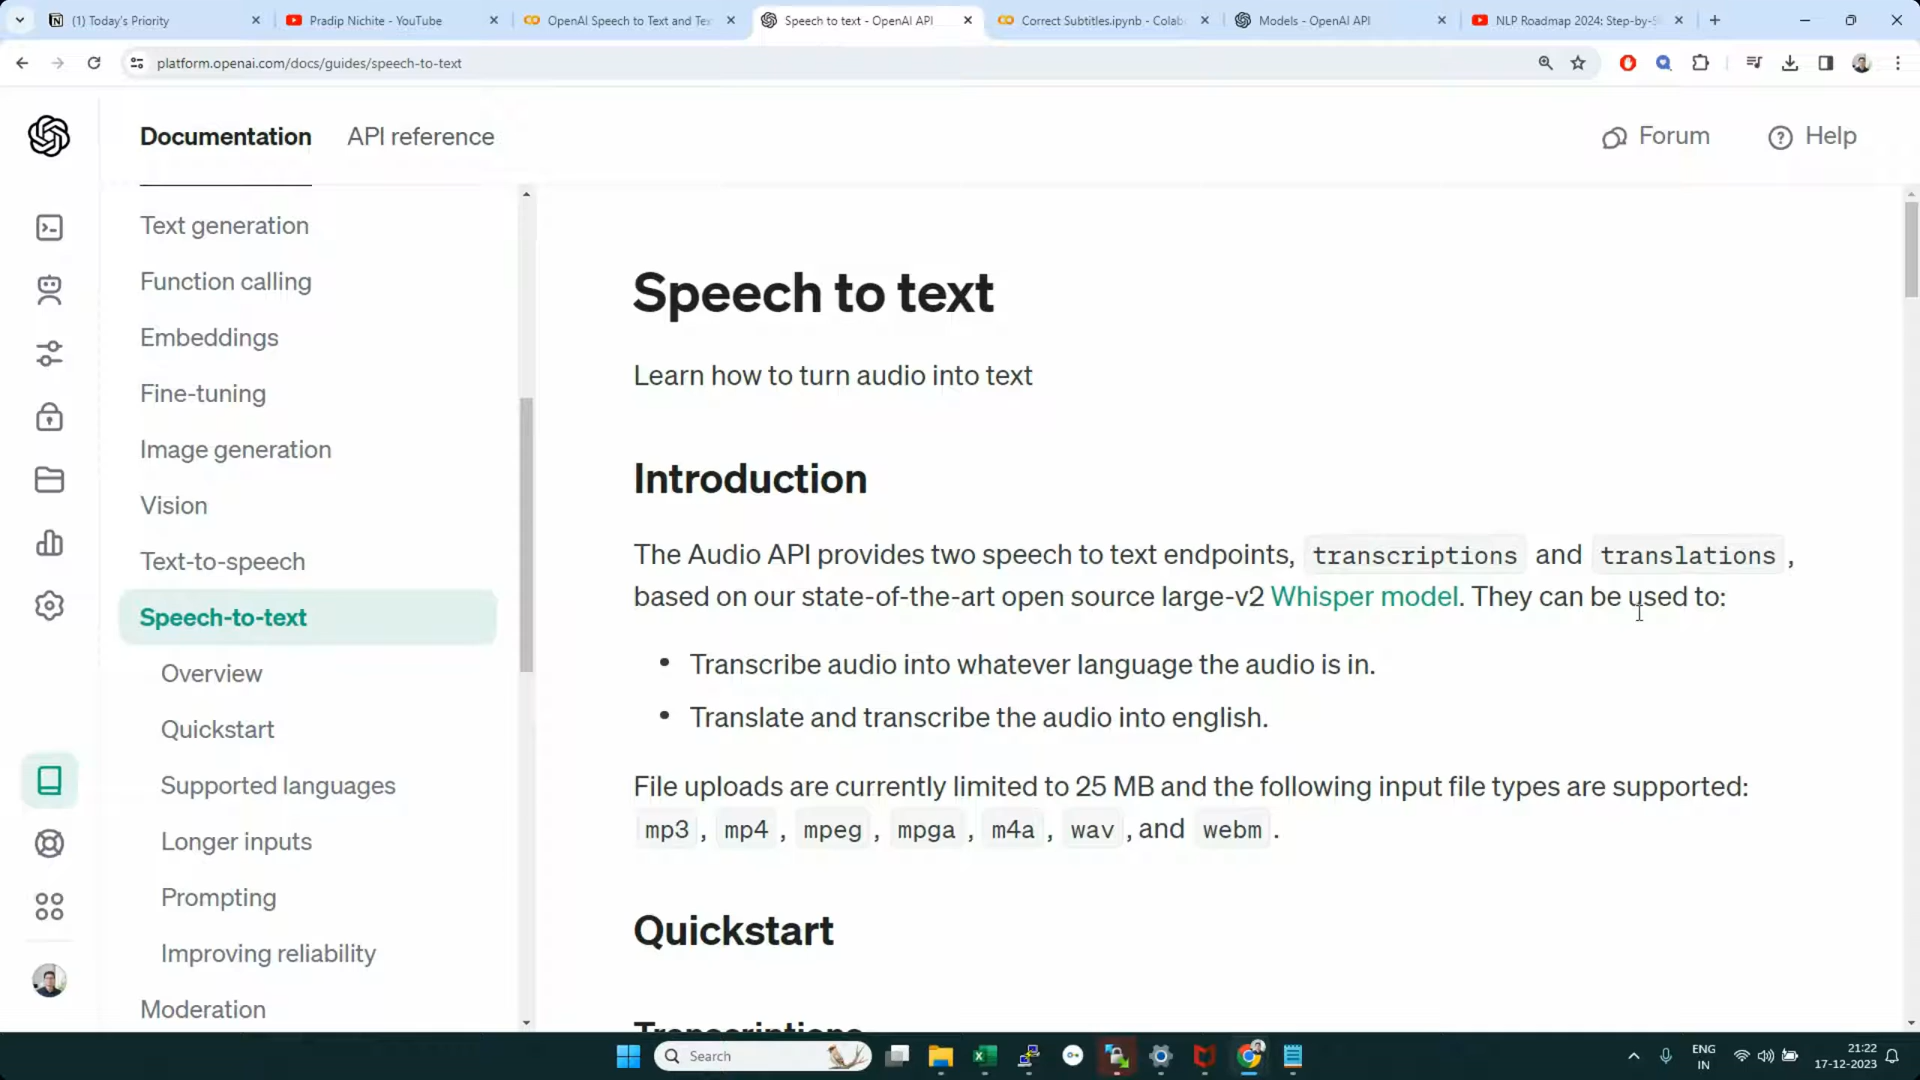 (1) Today's Priority
Pradip Nichite - YouTube
OpenAI Speech to Text and Tex
Speech to text - OpenAI API
Correct Subtitles.ipynb - Colab
Models - OpenAI API
NLP Roadmap 2024: Step-by-S
platform.openai.com/docs/guides/speech-to-text
Documentation
API reference
Forum
Help
Text generation
Function calling
Embeddings
Fine-tuning
Image generation
Vision
Text-to-speech
Speech-to-text
Overview
Quickstart
Supported languages
Longer inputs
Prompting
Improving reliability
Moderation
Speech to text
Learn how to turn audio into text
Introduction
The Audio API provides two speech to text endpoints, transcriptions and translations,
based on our state-of-the-art open source large-v2 Whisper model. They can be used to:
• Transcribe audio into whatever language the audio is in.
• Translate and transcribe the audio into english.
File uploads are currently limited to 25 MB and the following input file types are supported:
mp3, mp4, mpeg, mpga, m4a, wav, and webm.
Quickstart
Transcriptions
Search
ENG
IN
21:22
17-12-2023